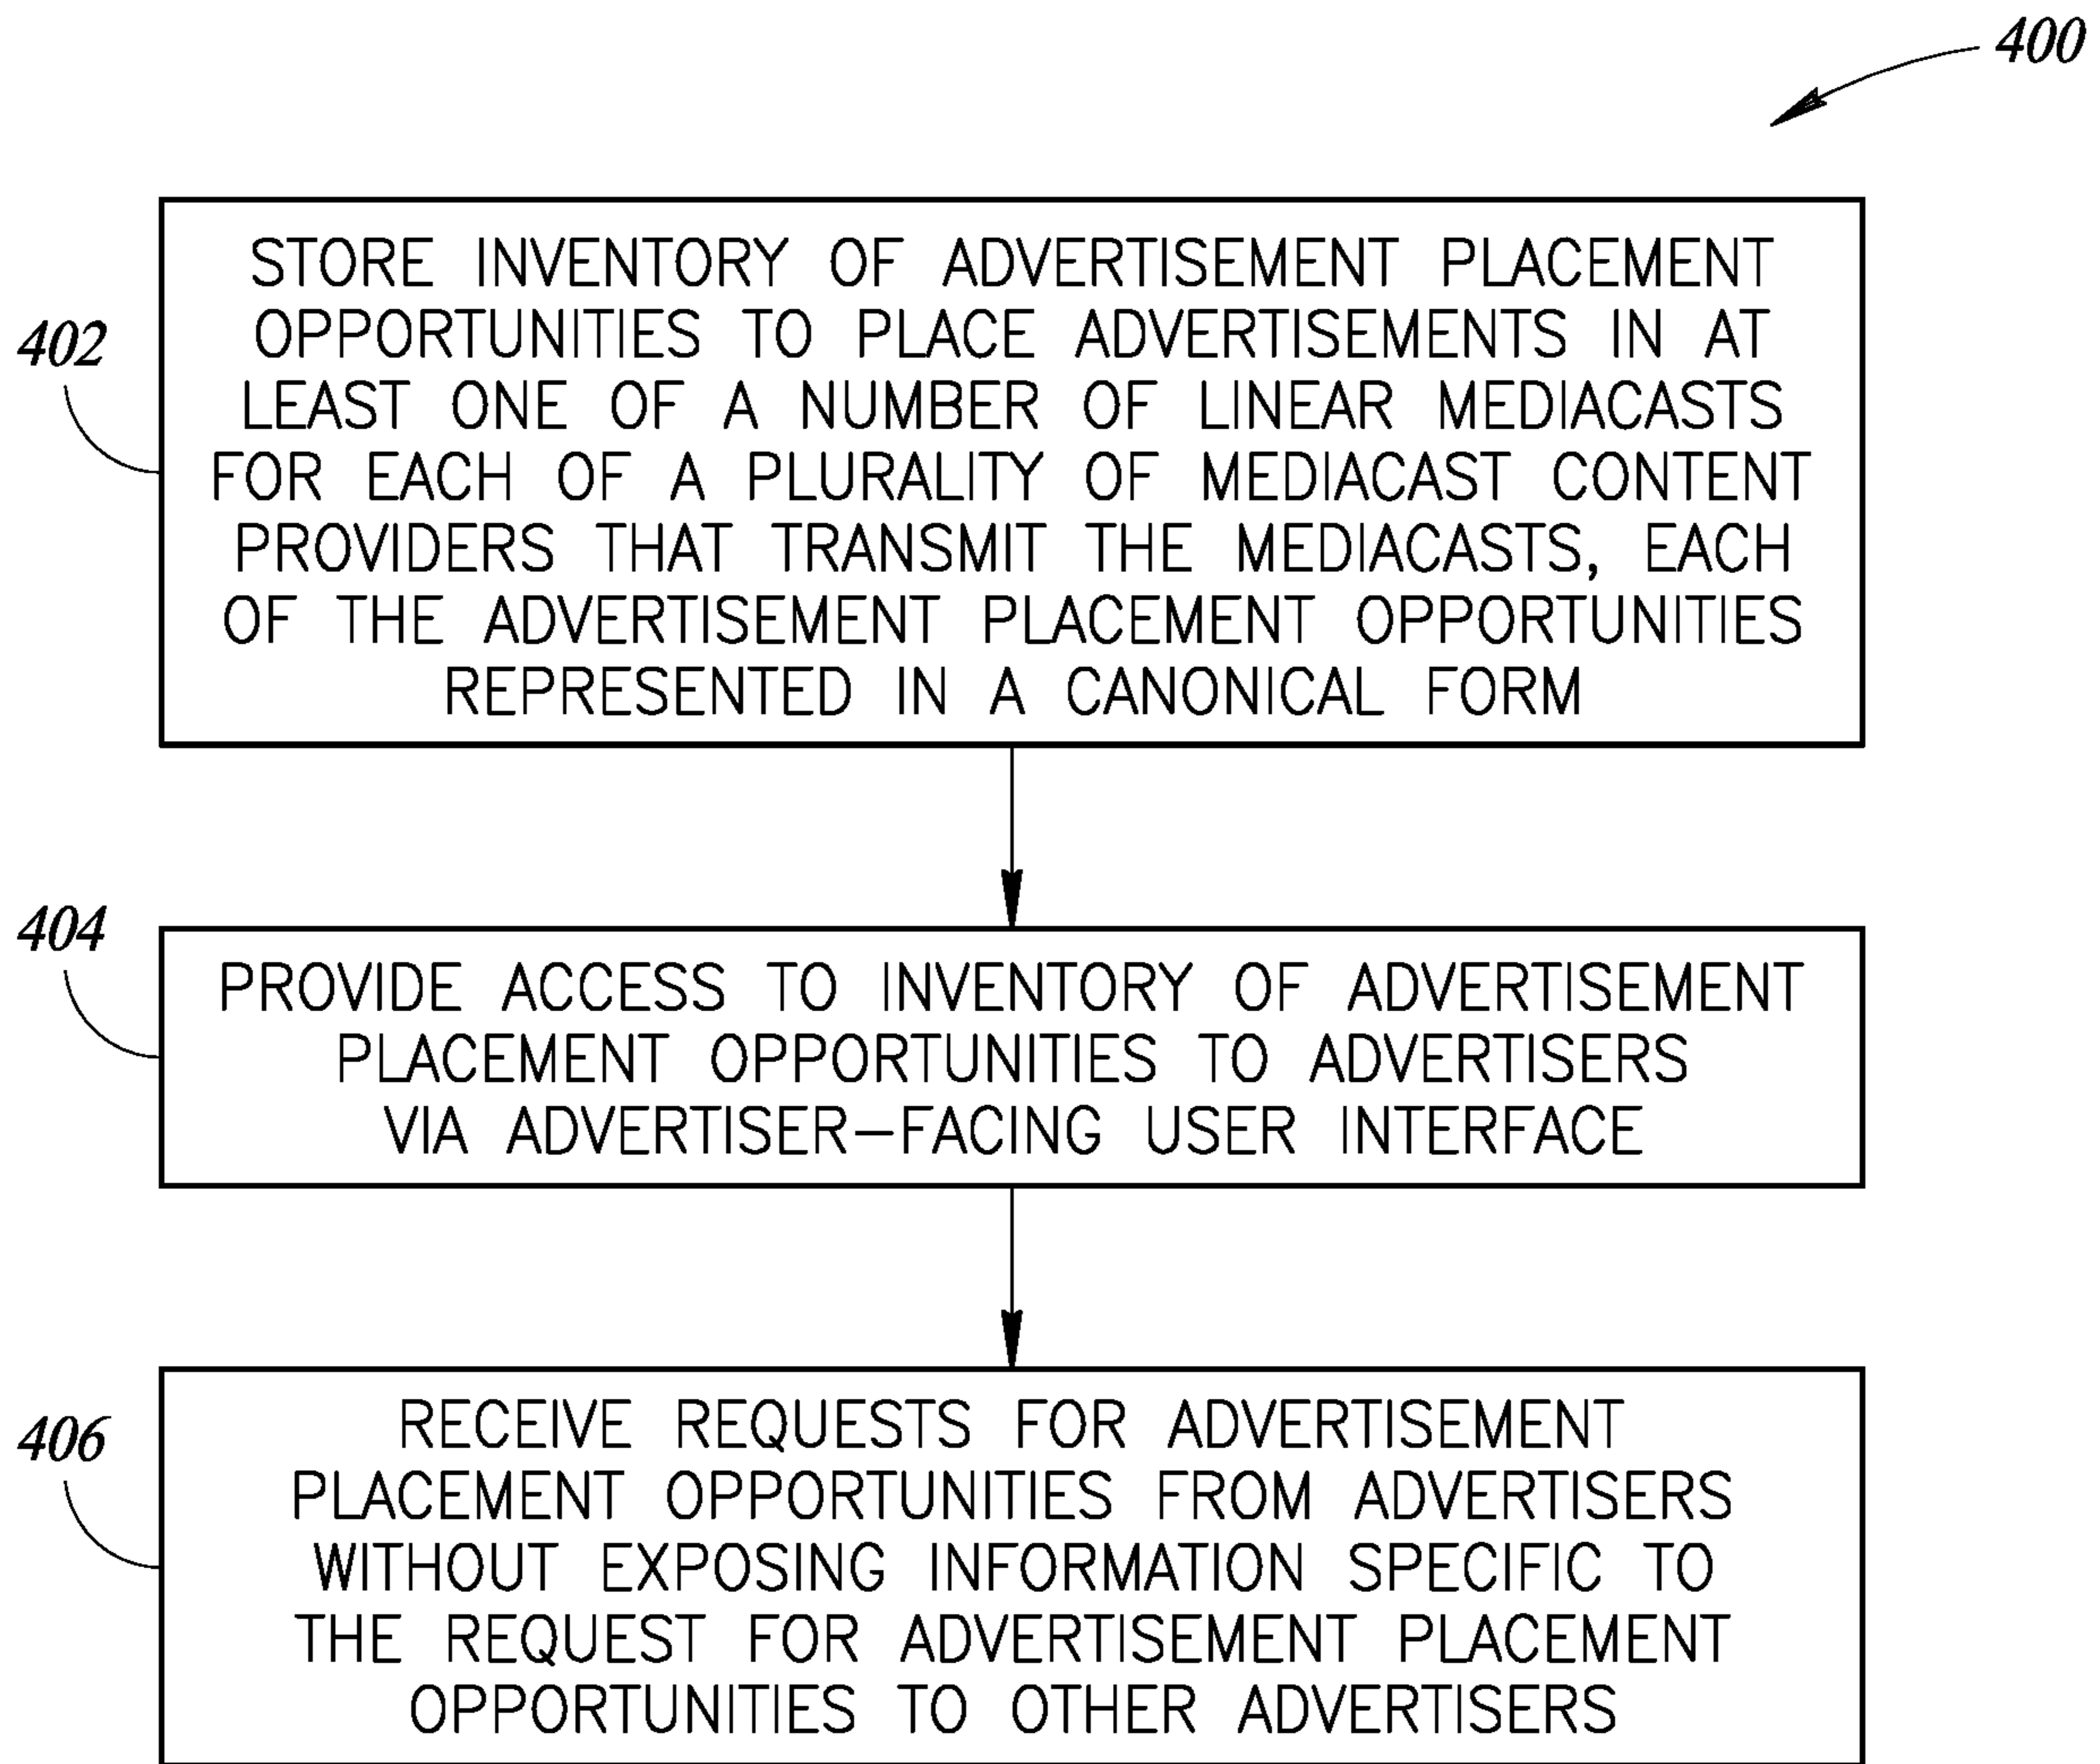 400
402
STORE INVENTORY OF ADVERTISEMENT PLACEMENT
OPPORTUNITIES TO PLACE ADVERTISEMENTS IN AT
LEAST ONE OF A NUMBER OF LINEAR MEDIACASTS
FOR EACH OF A PLURALITY OF MEDIACAST CONTENT
PROVIDERS THAT TRANSMIT THE MEDIACASTS, EACH
OF THE ADVERTISEMENT PLACEMENT OPPORTUNITIES
REPRESENTED IN A CANONICAL FORM
404
PROVIDE ACCESS TO INVENTORY OF ADVERTISEMENT
PLACEMENT OPPORTUNITIES TO ADVERTISERS
VIA ADVERTISER–FACING USER INTERFACE
406
RECEIVE REQUESTS FOR ADVERTISEMENT
PLACEMENT OPPORTUNITIES FROM ADVERTISERS
WITHOUT EXPOSING INFORMATION SPECIFIC TO
THE REQUEST FOR ADVERTISEMENT PLACEMENT
OPPORTUNITIES TO OTHER ADVERTISERS